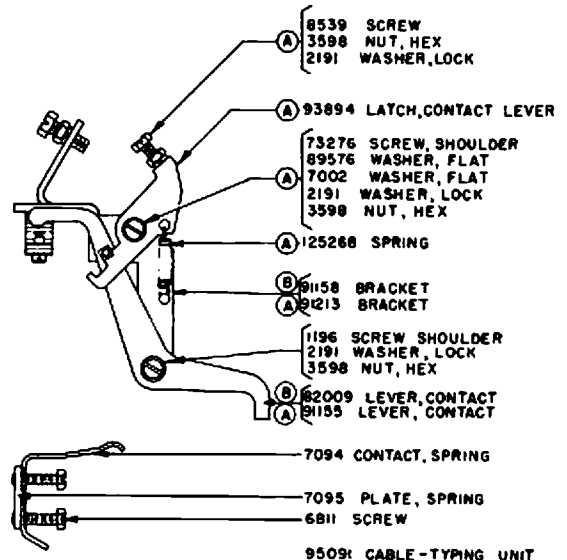 8539 SCREW
A 3598 NUT, HEX
2191 WASHER, LOCK
A 93894 LATCH, CONTACT LEVER
73276 SCREW, SHOULDER
89576 WASHER, FLAT
A 7002 WASHER, FLAT
2191 WASHER, LOCK
3598 NUT, HEX
A 125268 SPRING
B 91158 BRACKET
A 91213 BRACKET
1196 SCREW SHOULDER
2191 WASHER, LOCK
3598 NUT, HEX
B 82009 LEVER, CONTACT
A 91155 LEVER, CONTACT
7094 CONTACT, SPRING
7095 PLATE, SPRING
6811 SCREW
95091 CABLE-TYPING UNIT